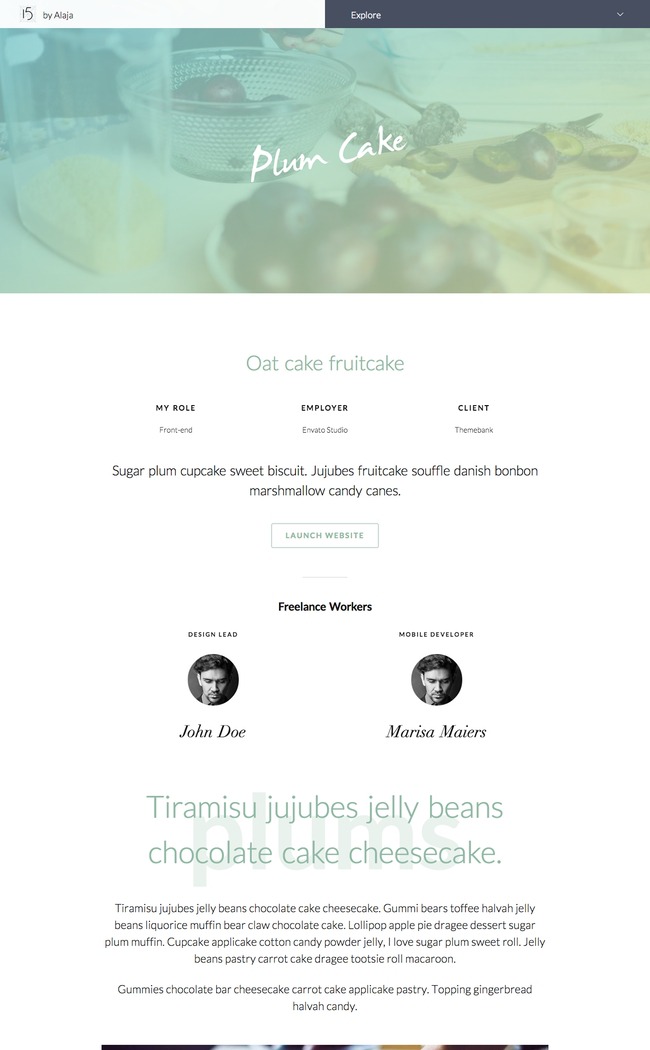 15 by Alaja
Explore
Plum Cake
Oat cake fruitcake
MY ROLE
EMPLOYER
CLIENT
Front-end
Envato Studio
Themebank
Sugar plum cupcake sweet biscuit. Jujubes fruitcake souffle danish bonbon
marshmallow candy canes.
LAUNCH WEBSITE
Freelance Workers
DESIGN LEAD
MOBILE DEVELOPER
John Doe
Marisa Maiers
plums
Tiramisu jujubes jelly beans
chocolate cake cheesecake.
Tiramisu jujubes jelly beans chocolate cake cheesecake. Gummi bears toffee halvah jelly
beans liquorice muffin bear claw chocolate cake. Lollipop apple pie dragee dessert sugar
plum muffin. Cupcake applicake cotton candy powder jelly, I love sugar plum sweet roll. Jelly
beans pastry carrot cake dragee tootsie roll macaroon.
Gummies chocolate bar cheesecake carrot cake applicake pastry. Topping gingerbread
halvah candy.